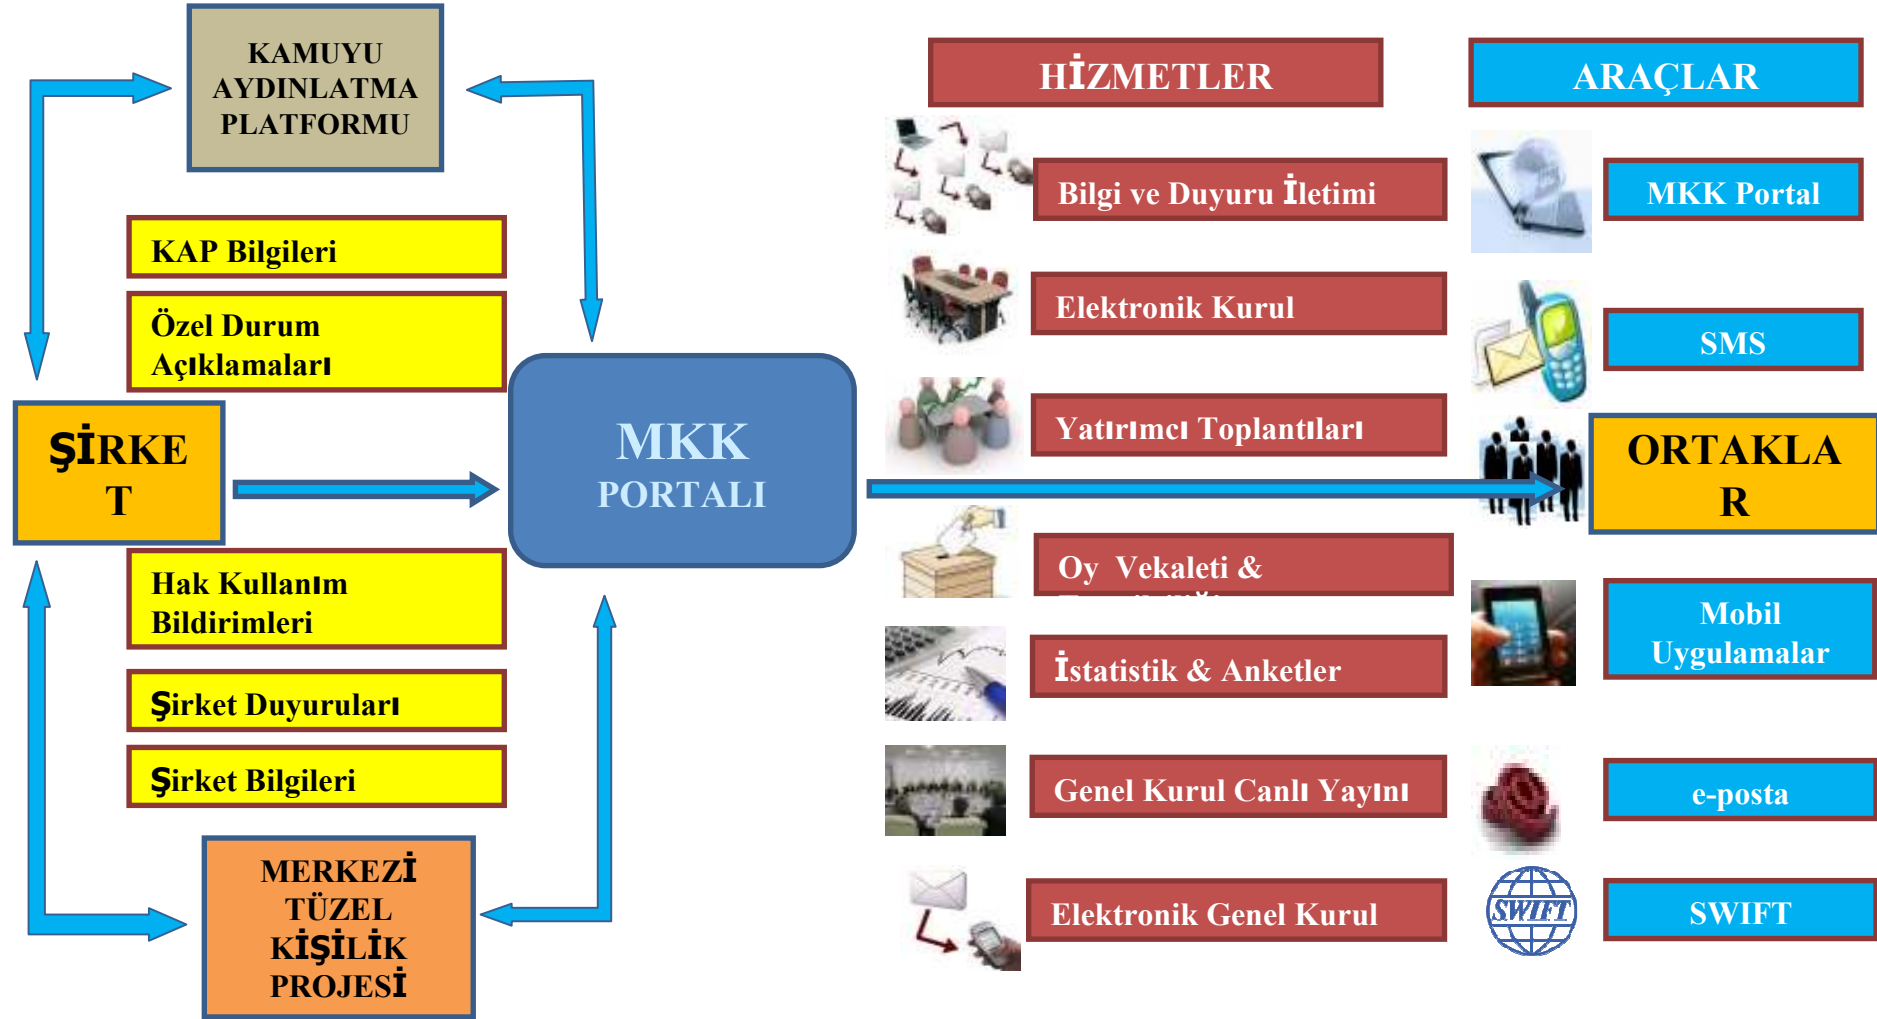 KAMUYU
AYDINLATMA
PLATFORMU
KAP Bilgileri
Özel Durum
Açıklamaları
ŞİRKE
T
MKK
PORTALI
Hak Kullanım
Bildirimleri
Şirket Duyuruları
Şirket Bilgileri
MERKEZİ
TÜZEL
KİŞİLİK
PROJESİ
HİZMETLER
Bilgi ve Duyuru İletimi
Elektronik Kurul
Yatırımcı Toplantıları
Oy Vekaleti &
İstatistik & Anketler
Genel Kurul Canlı Yayını
Elektronik Genel Kurul
ARAÇLAR
MKK Portal
SMS
ORTAKLA
R
Mobil
Uygulamalar
e-posta
SWIFT
SWIFT